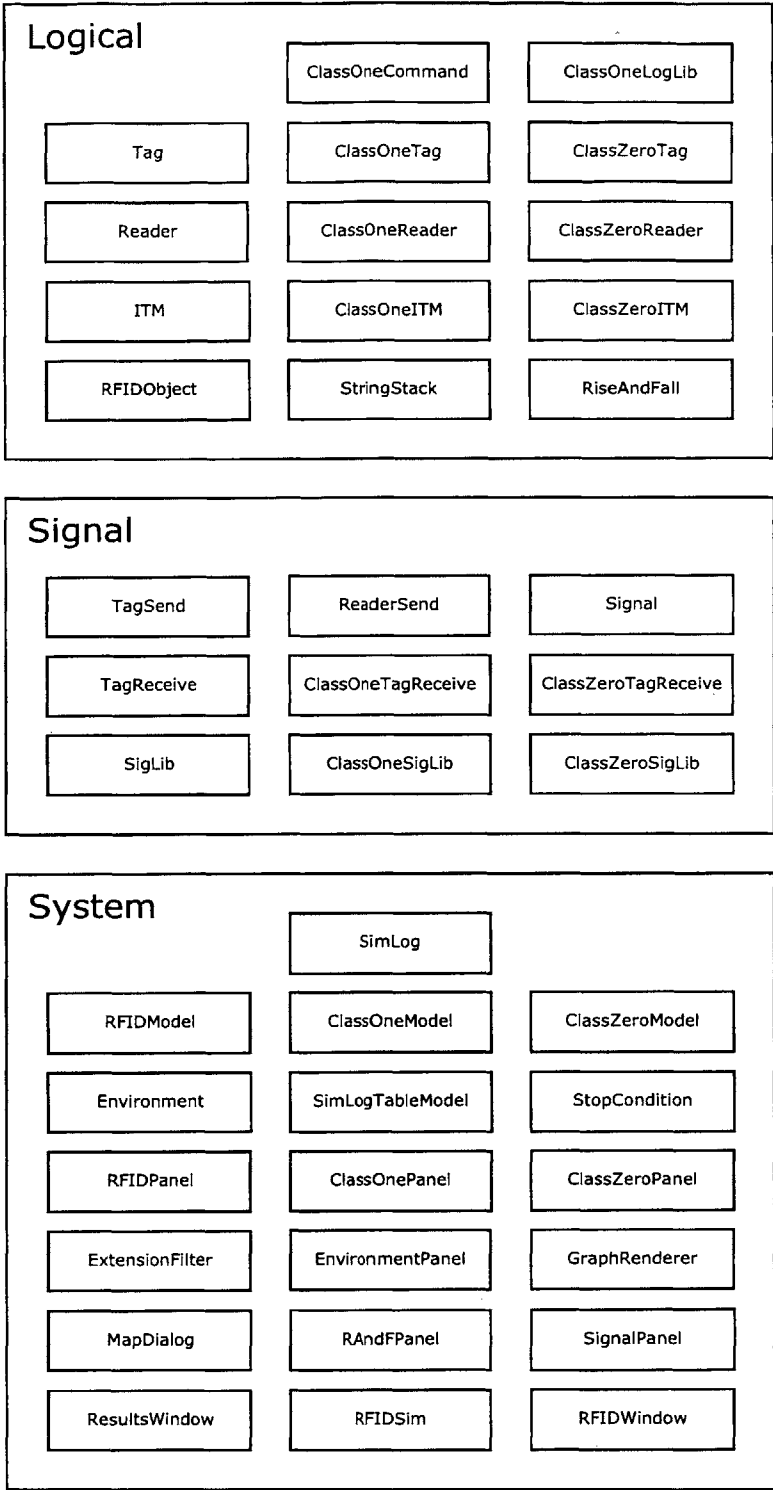 Logical
ClassOneCommand
ClassOneLogLib
Tag
ClassOneTag
ClassZeroTag
Reader
ClassOneReader
ClassZeroReader
ITM
ClassOneITM
ClassZeroITM
RFIDObject
StringStack
RiseAndFall
Signal
TagSend
ReaderSend
Signal
TagReceive
ClassOneTagReceive
ClassZeroTagReceive
SigLib
ClassOneSigLib
ClassZeroSigLib
System
SimLog
RFIDModel
ClassOneModel
ClassZeroModel
Environment
SimLogTableModel
StopCondition
RFIDPanel
ClassOnePanel
ClassZeroPanel
ExtensionFilter
EnvironmentPanel
GraphRenderer
MapDialog
RAndFPanel
SignalPanel
ResultsWindow
RFIDSim
RFIDWindow